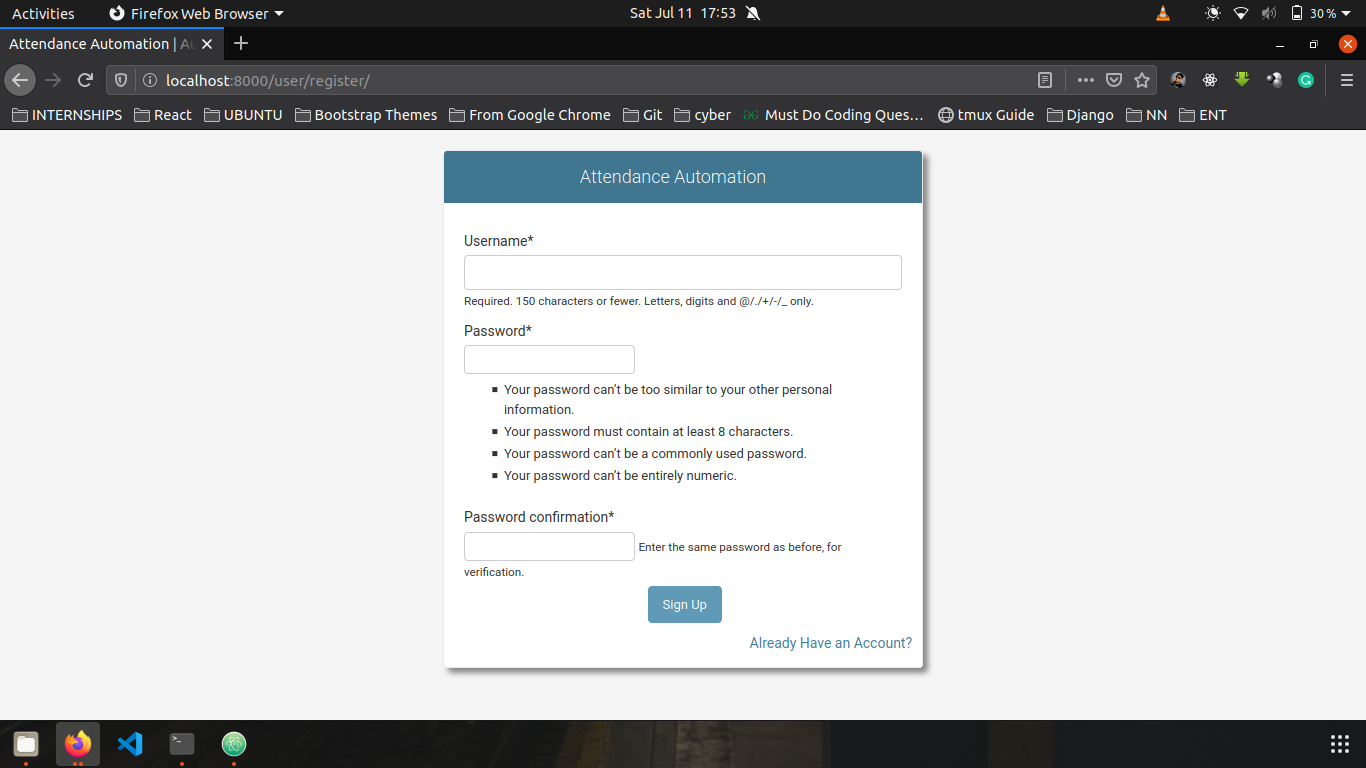 Activities Firefox Web Browser Sat Jul 11 17:53 30 %
Attendance Automation | Au
localhost:8000/user/register/
INTERNSHIPS React UBUNTU Bootstrap Themes From Google Chrome Git cyber Must Do Coding Ques… tmux Guide Django NN ENT
Attendance Automation
Username*
Required. 150 characters or fewer. Letters, digits and @/./+/-/_ only.
Password*
Your password can’t be too similar to your other personal
information.
Your password must contain at least 8 characters.
Your password can’t be a commonly used password.
Your password can’t be entirely numeric.
Password confirmation*
Enter the same password as before, for
verification.
Sign Up
Already Have an Account?